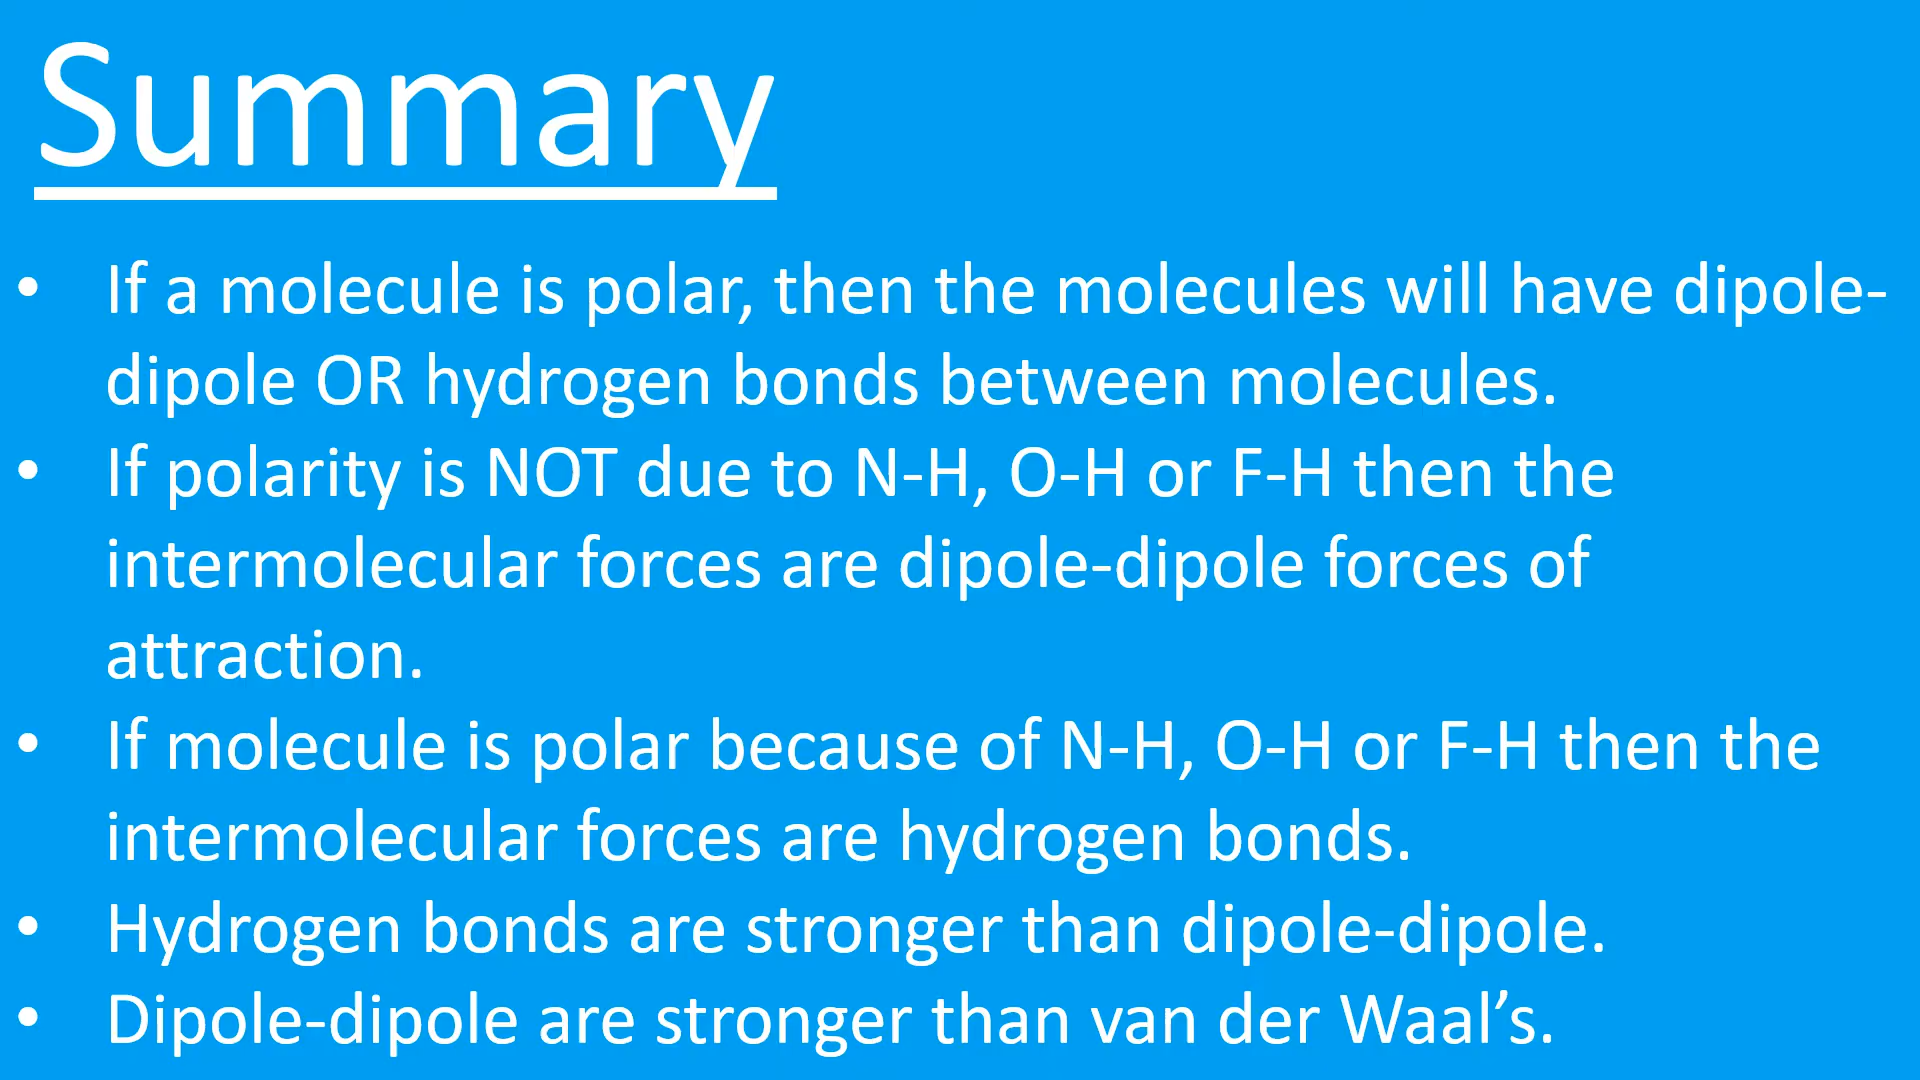 Summary
• If a molecule is polar, then the molecules will have dipole-
dipole OR hydrogen bonds between molecules.
• If polarity is NOT due to N-H, O-H or F-H then the
intermolecular forces are dipole-dipole forces of
attraction.
• If molecule is polar because of N-H, O-H or F-H then the
intermolecular forces are hydrogen bonds.
• Hydrogen bonds are stronger than dipole-dipole.
• Dipole-dipole are stronger than van der Waal’s.